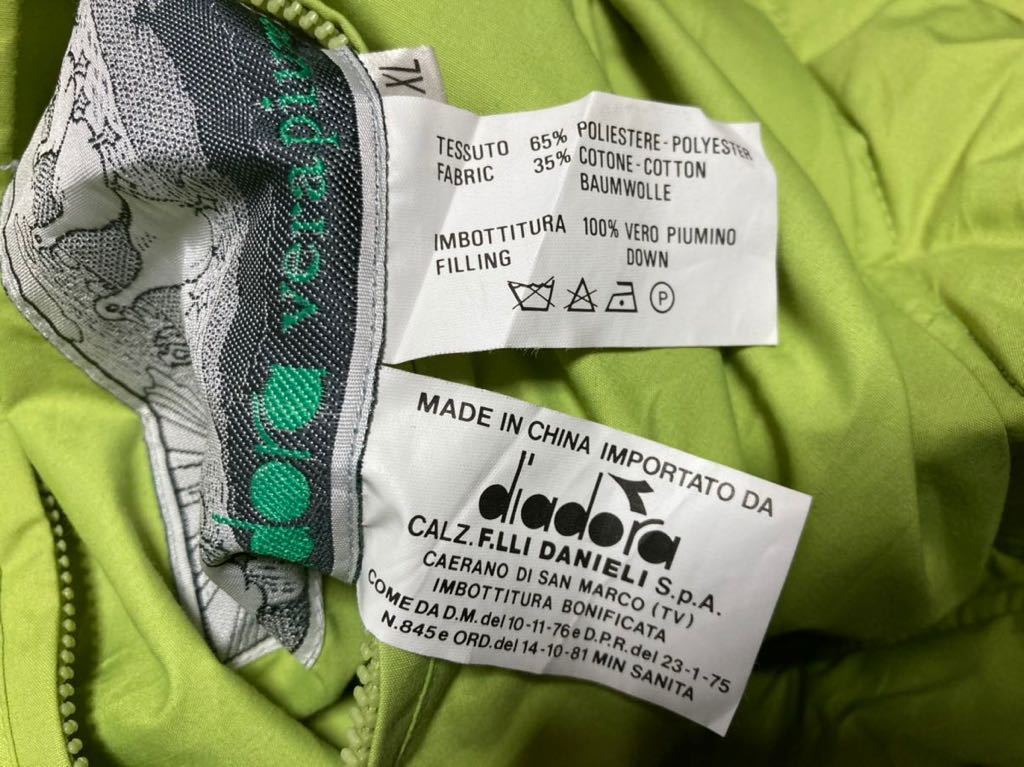 XL
TESSUTO 65% POLIESTERE-POLYESTER
FABRIC 35% COTONE-COTTON
BAUMWOLLE
IMBOTTITURA 100% VERO PIUMINO
FILLING DOWN
P
dora vera pium
MADE IN CHINA IMPORTATO DA
diadora
CALZ. F.LLI DANIELI S.p.A.
CAERANO DI SAN MARCO (TV)
IMBOTTITURA BONIFICATA
COME DA D.M. del 10-11-76 e D.P.R. del 23-1-75
N. 845 e ORD. del 14-10-81 MIN SANITA